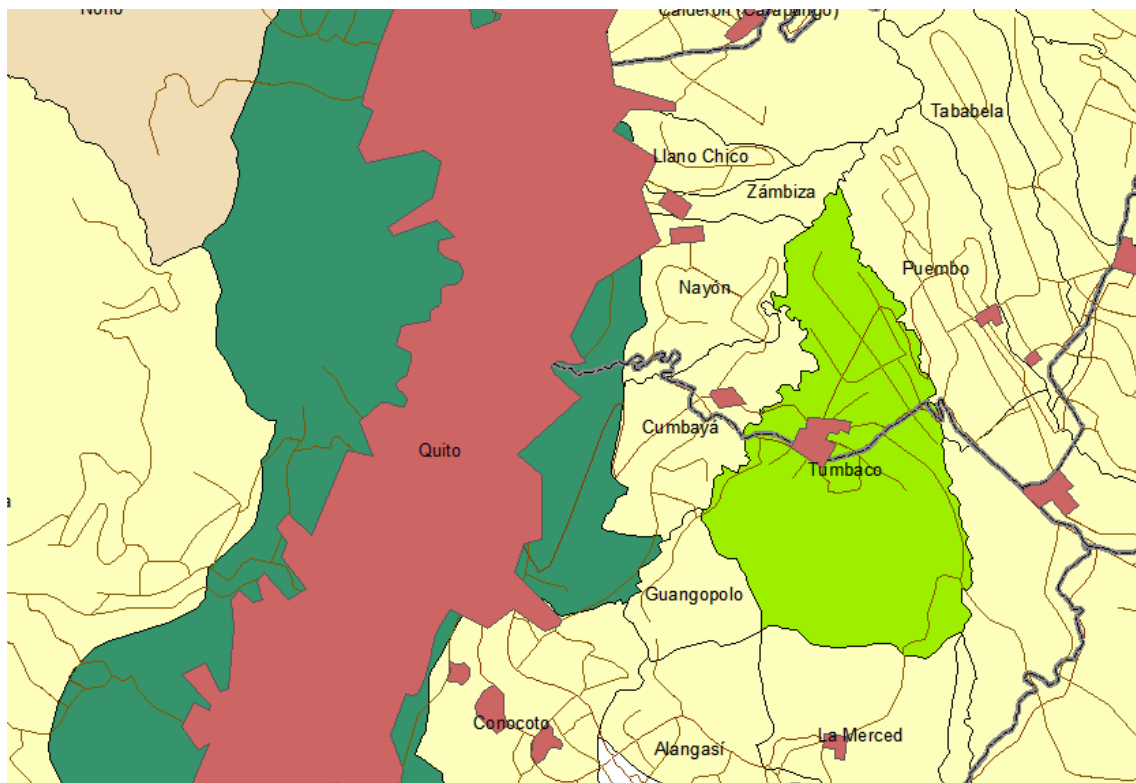 Nono
Calderón (Carapungo)
Tababela
Llano Chico
Zámbiza
Puembo
Nayón
Cumbayá
Quito
Tumbaco
a
Guangopolo
Conocoto
Alangasí
La Merced